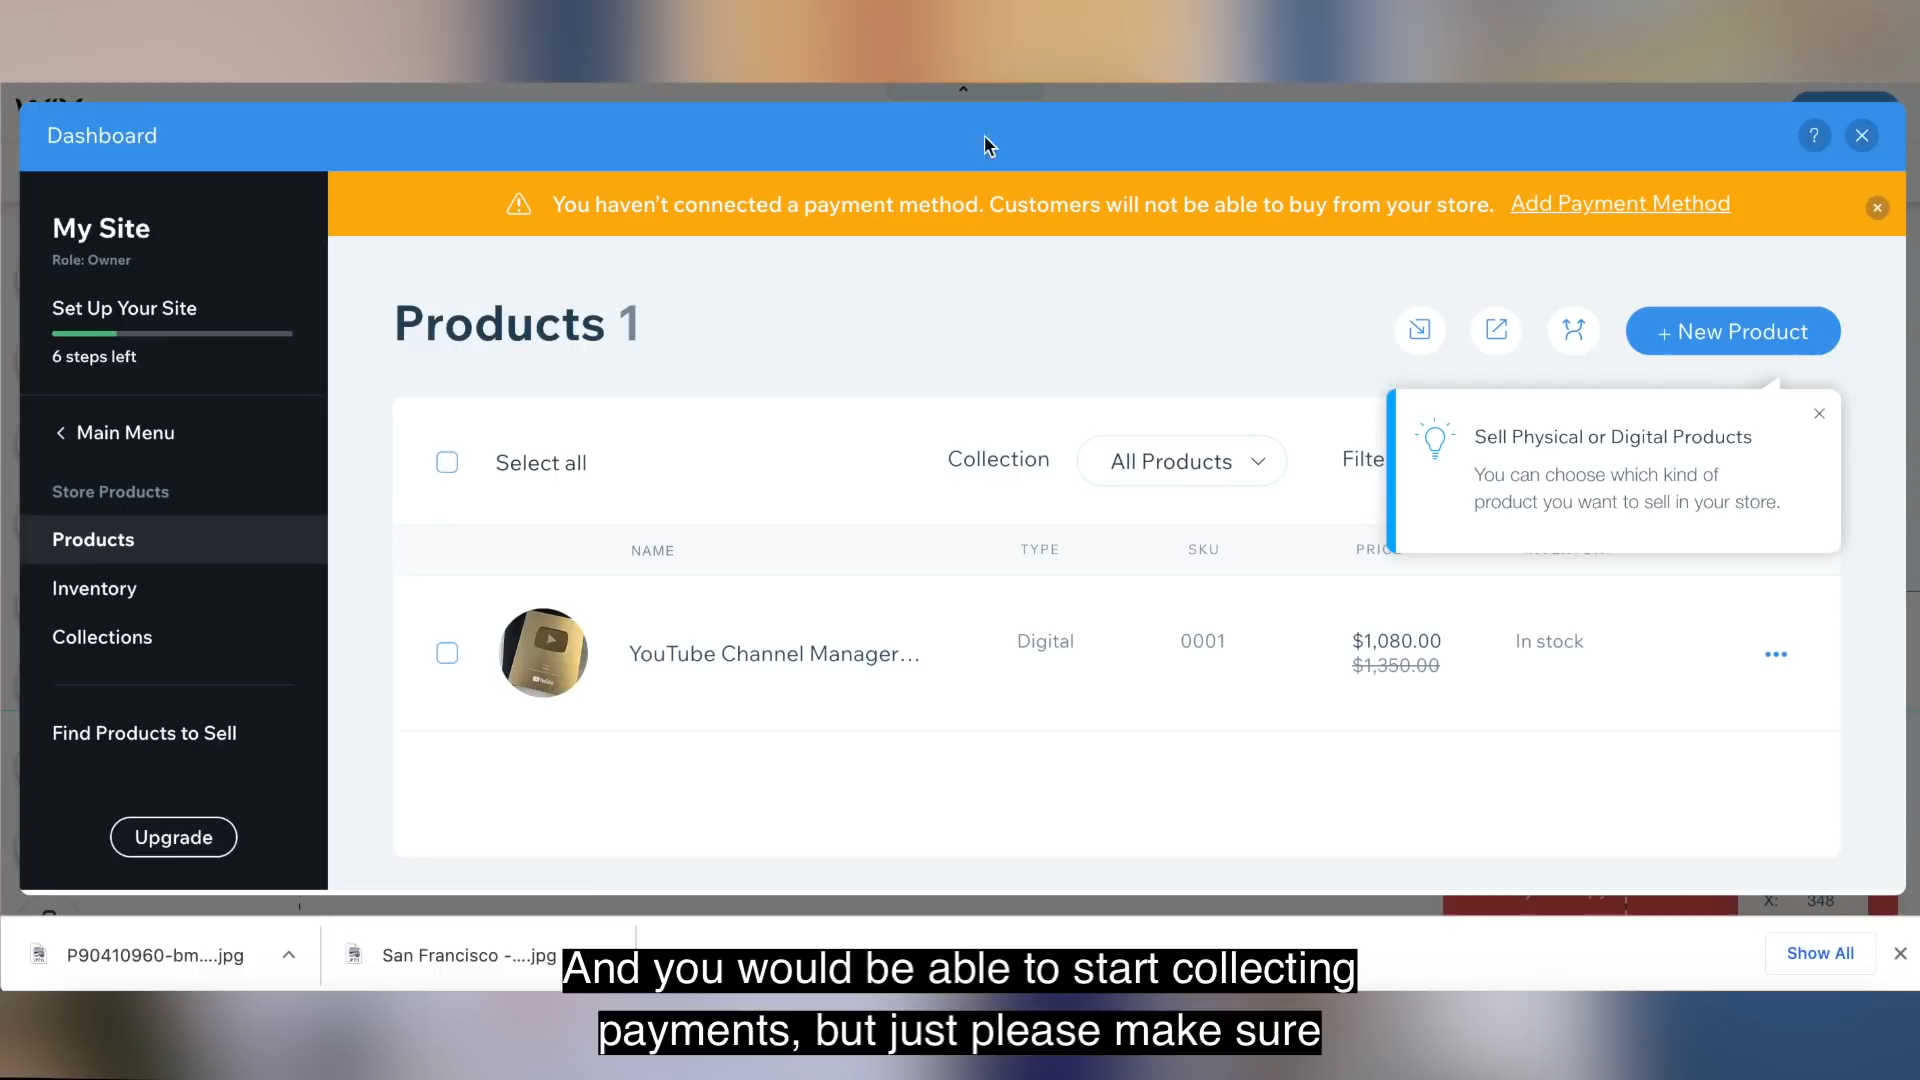 Dashboard
?
You haven't connected a payment method. Customers will not be able to buy from your store. Add Payment Method
My Site
Role: Owner
Set Up Your Site
6 steps left
Main Menu
Store Products
Products
Inventory
Collections
Find Products to Sell
Upgrade
Products 1
+ New Product
Select all
Collection
All Products
Filte
Sell Physical or Digital Products
You can choose which kind of
product you want to sell in your store.
NAME TYPE SKU PRIC
YouTube Channel Manager... Digital 0001 $1,080.00 In stock
$1,350.00
X: 348
P90410960-bm....jpg
San Francisco -....jpg
Show All
And you would be able to start collecting
payments, but just please make sure